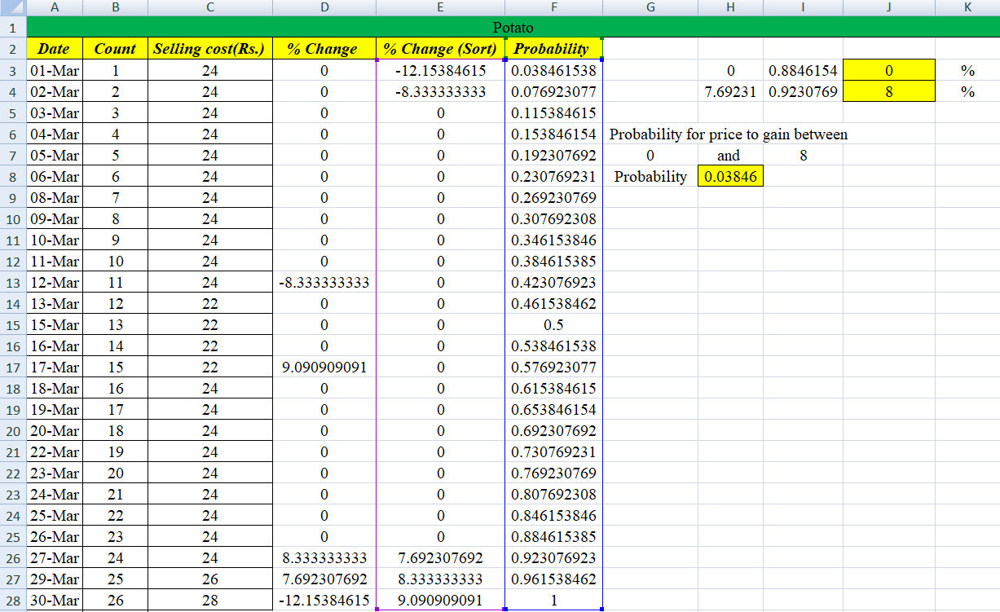 A B C D E F G H I J K
1 Potato
2 Date Count Selling cost(Rs.) % Change % Change (Sort) Probability
3 01-Mar 1 24 0 -12.15384615 0.038461538 0 0.8846154 0 %
4 02-Mar 2 24 0 -8.333333333 0.076923077 7.69231 0.9230769 8 %
5 03-Mar 3 24 0 0 0.115384615
6 04-Mar 4 24 0 0 0.153846154 Probability for price to gain between
7 05-Mar 5 24 0 0 0.192307692 0 and 8
8 06-Mar 6 24 0 0 0.230769231 Probability 0.03846
9 08-Mar 7 24 0 0 0.269230769
10 09-Mar 8 24 0 0 0.307692308
11 10-Mar 9 24 0 0 0.346153846
12 11-Mar 10 24 0 0 0.384615385
13 12-Mar 11 24 -8.333333333 0 0.423076923
14 13-Mar 12 22 0 0 0.461538462
15 15-Mar 13 22 0 0 0.5
16 16-Mar 14 22 0 0 0.538461538
17 17-Mar 15 22 9.090909091 0 0.576923077
18 18-Mar 16 24 0 0 0.615384615
19 19-Mar 17 24 0 0 0.653846154
20 20-Mar 18 24 0 0 0.692307692
21 22-Mar 19 24 0 0 0.730769231
22 23-Mar 20 24 0 0 0.769230769
23 24-Mar 21 24 0 0 0.807692308
24 25-Mar 22 24 0 0 0.846153846
25 26-Mar 23 24 0 0 0.884615385
26 27-Mar 24 24 8.333333333 7.692307692 0.923076923
27 29-Mar 25 26 7.692307692 8.333333333 0.961538462
28 30-Mar 26 28 -12.15384615 9.090909091 1